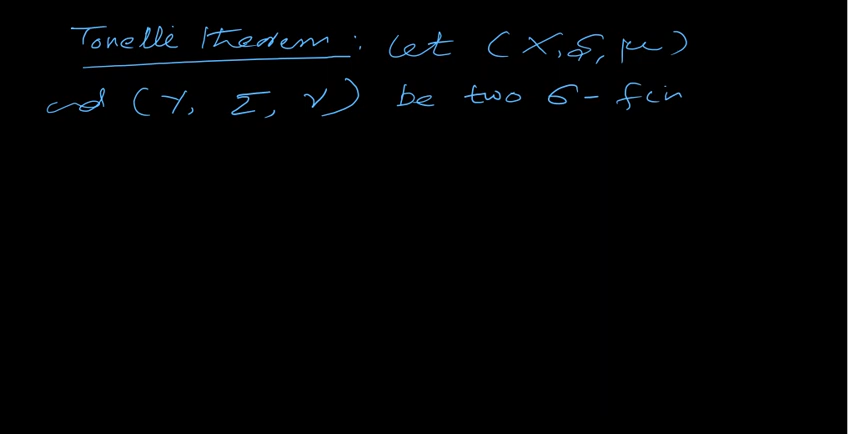 Tonelli theorem : Let (X, S, μ)
and (Y, Σ, ν) be two σ- fin